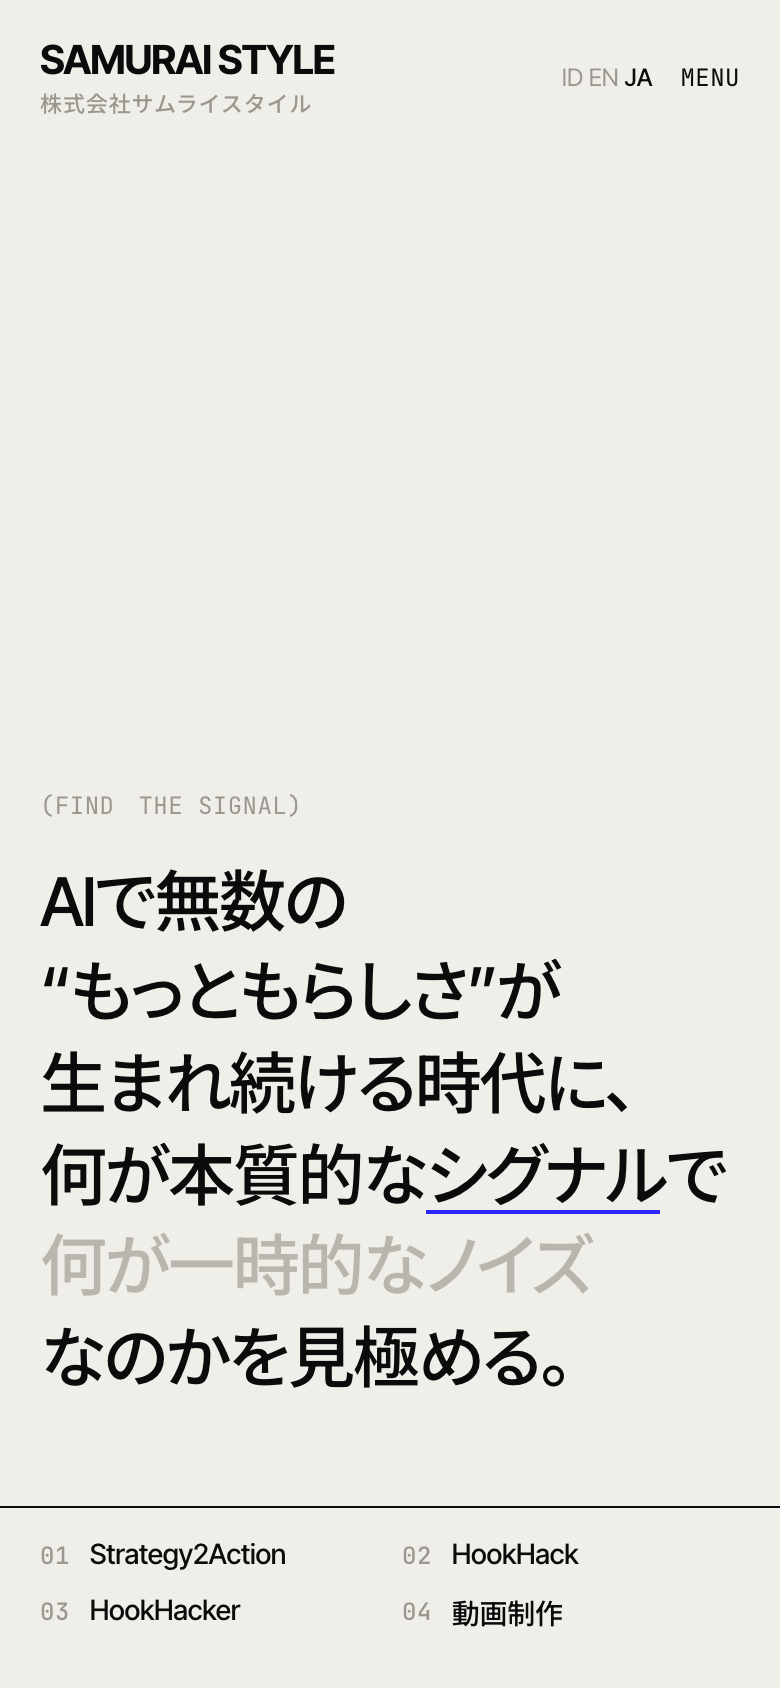 SAMURAI STYLE
株式会社サムライスタイル
ID EN JA MENU
(FIND THE SIGNAL)
AIで無数の
“もっともらしさ”が
生まれ続ける時代に、
何が本質的なシグナルで
何が一時的なノイズ
なのかを見極める。
01 Strategy2Action
02 HookHack
03 HookHacker
04 動画制作